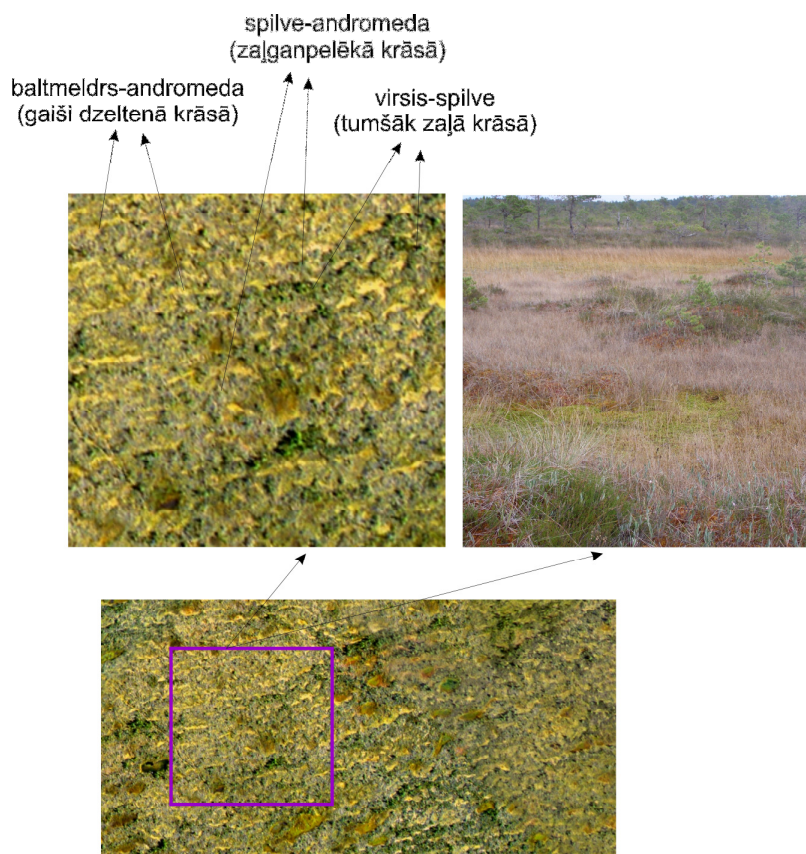 spilve-andromeda
(zaļganpelēkā krāsā)
baltmeldrs-andromeda
(gaiši dzeltenā krāsā)
virsis-spilve
(tumšāk zaļā krāsā)